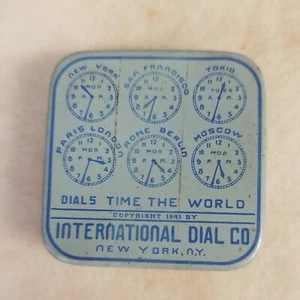 NEW YORK SAN FRANCISCO TOKIO
PARIS LONDON ROME BERLIN MOSCOW
DIALS TIME THE WORLD
COPYRIGHT 1941 BY
INTERNATIONAL DIAL CO
NEW YORK, N.Y.